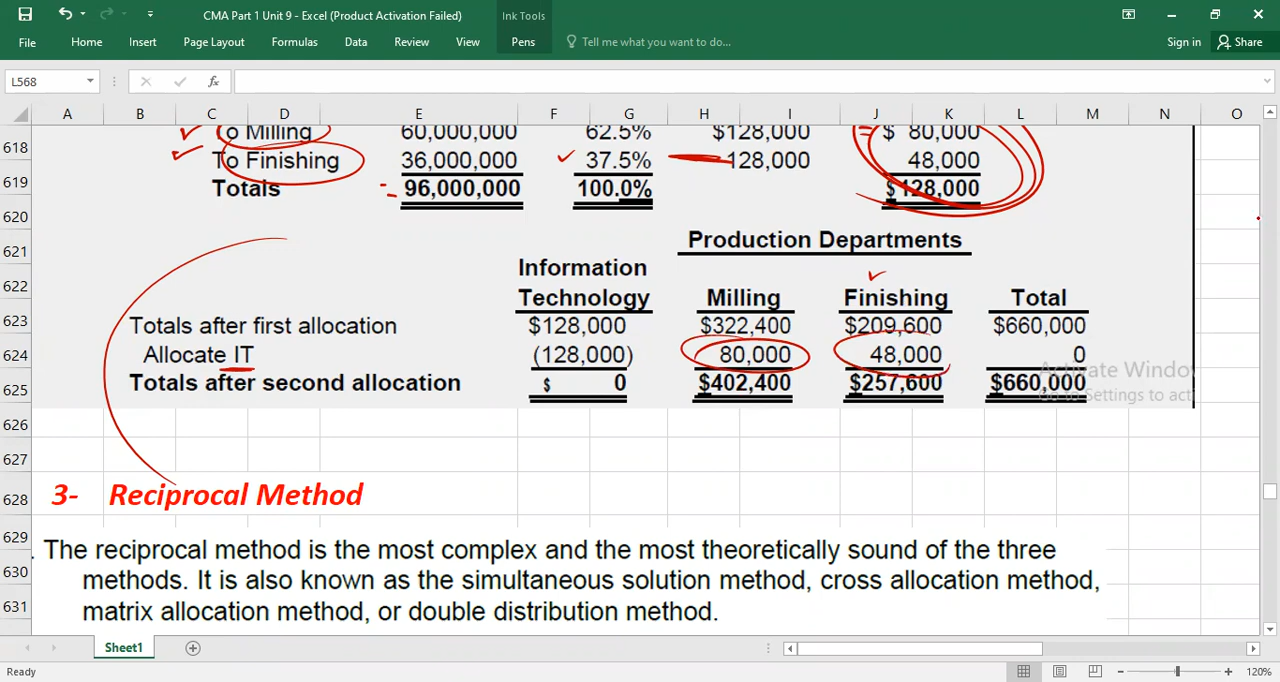 CMA Part 1 Unit 9 - Excel (Product Activation Failed)
Ink Tools
File Home Insert Page Layout Formulas Data Review View Pens Tell me what you want to do... Sign in Share
L568 fx
A B C D E F G H I J K L M N O
618 To Milling 60,000,000 62.5% $128,000 $ 80,000
To Finishing 36,000,000 37.5% 128,000 48,000
619 Totals 96,000,000 100.0% $128,000
620
621 Production Departments
622 Information
Technology Milling Finishing Total
623 Totals after first allocation $128,000 $322,400 $209,600 $660,000
624 Allocate IT (128,000) 80,000 48,000 0
625 Totals after second allocation $ 0 $402,400 $257,600 $660,000
Activate Windo
Go to Settings to acti
626
627
628 3- Reciprocal Method
629 . The reciprocal method is the most complex and the most theoretically sound of the three
630 methods. It is also known as the simultaneous solution method, cross allocation method,
631 matrix allocation method, or double distribution method.
Sheet1
Ready 120%